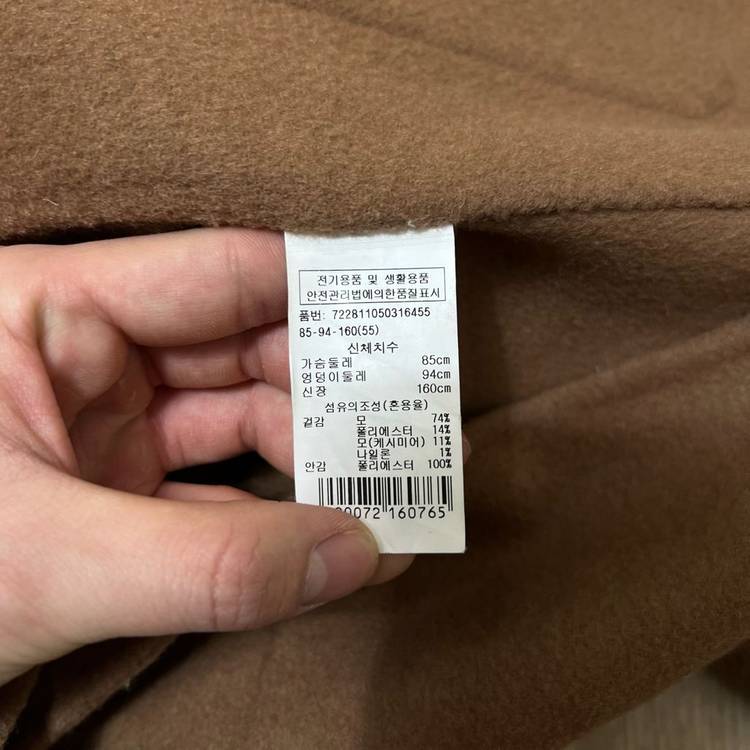 전기용품 및 생활용품
안전관리법에의한품질표시
품번: 722811050316455
85-94-160(55)
신체치수
가슴둘레 85cm
엉덩이둘레 94cm
신장 160cm
섬유의조성(혼용율)
겉감 모 74%
폴리에스터 14%
모(케시미어) 11%
나일론 1%
안감 폴리에스터 100%
160765